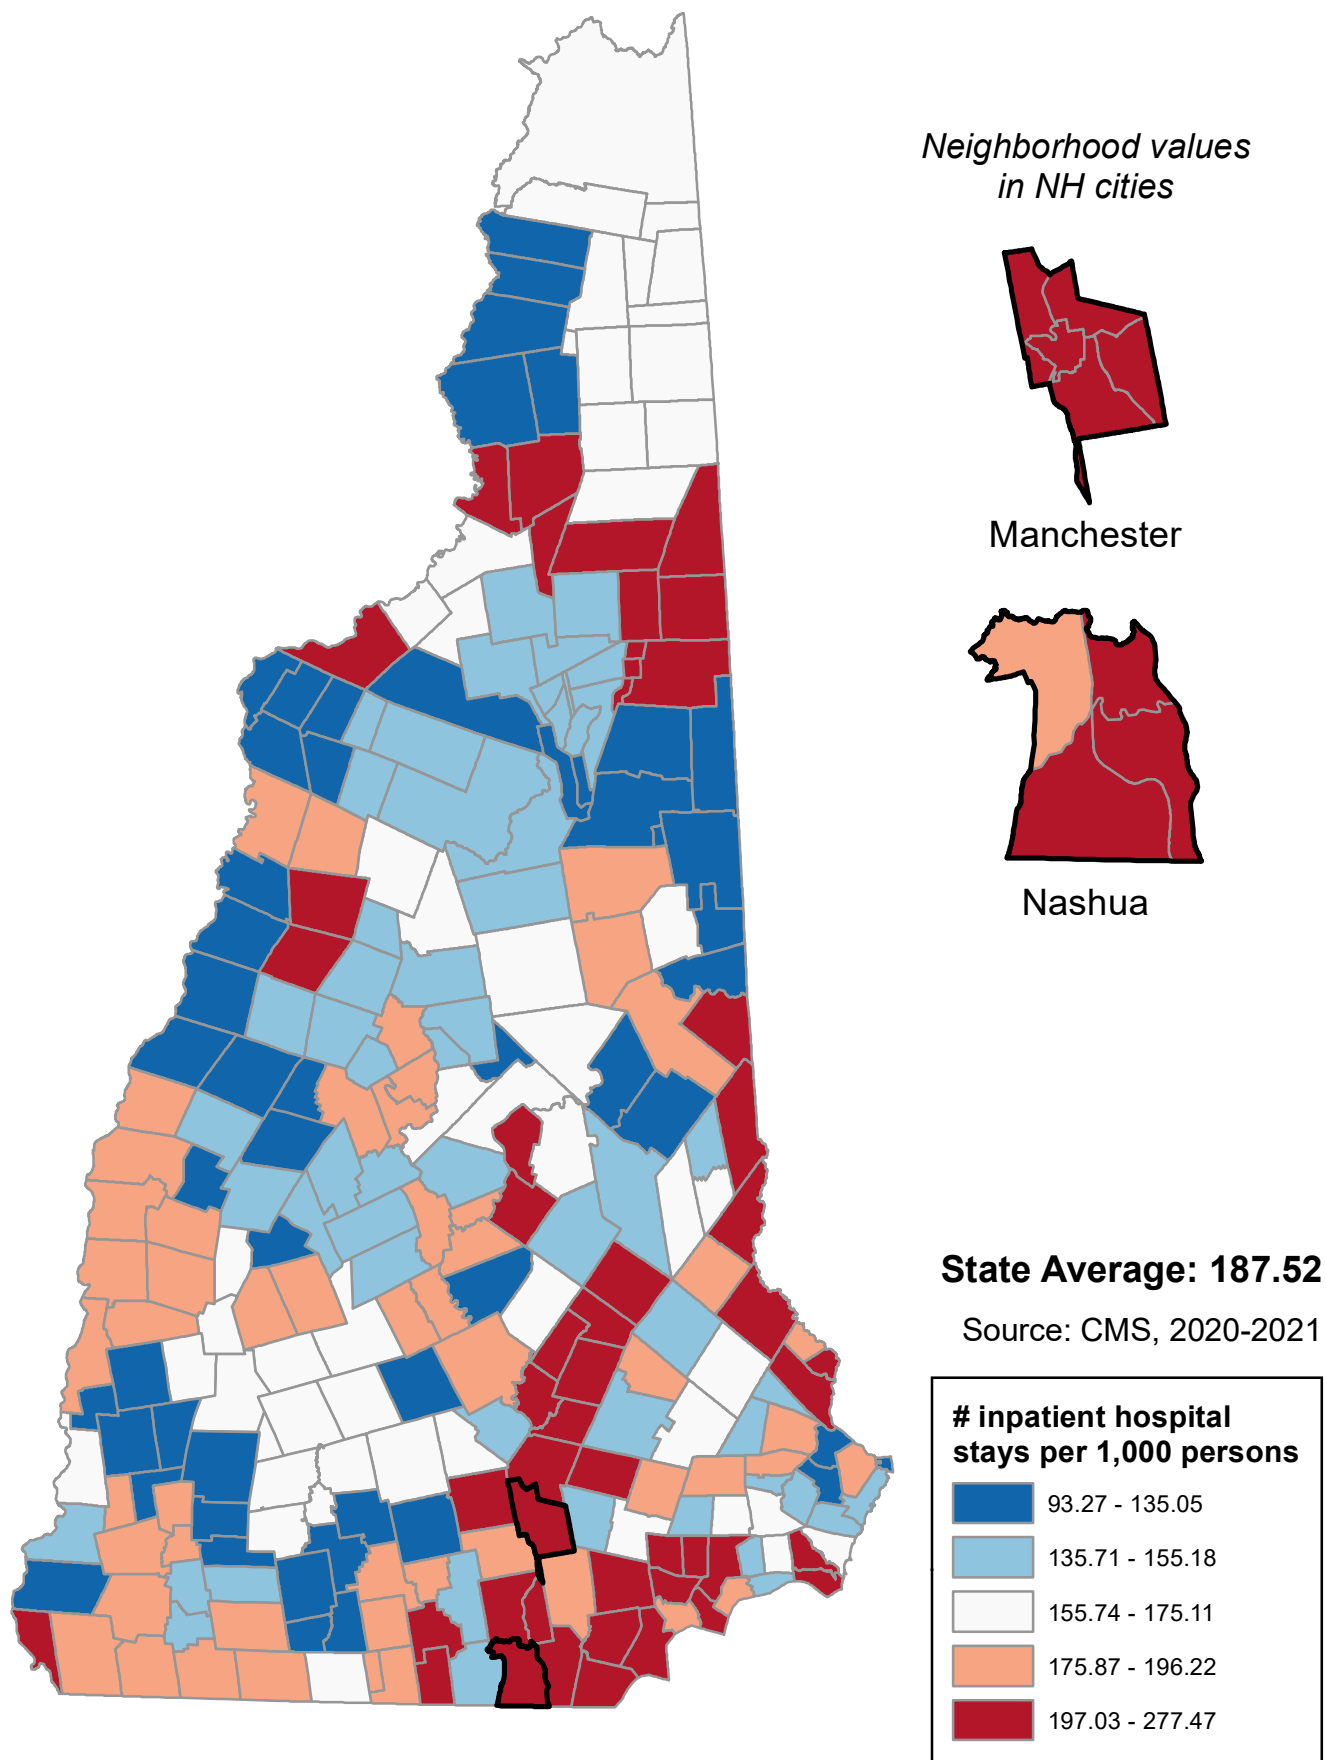 Neighborhood values
in NH cities
Manchester
Nashua
State Average: 187.52
Source: CMS, 2020-2021
# inpatient hospital
stays per 1,000 persons
93.27 - 135.05
135.71 - 155.18
155.74 - 175.11
175.87 - 196.22
197.03 - 277.47